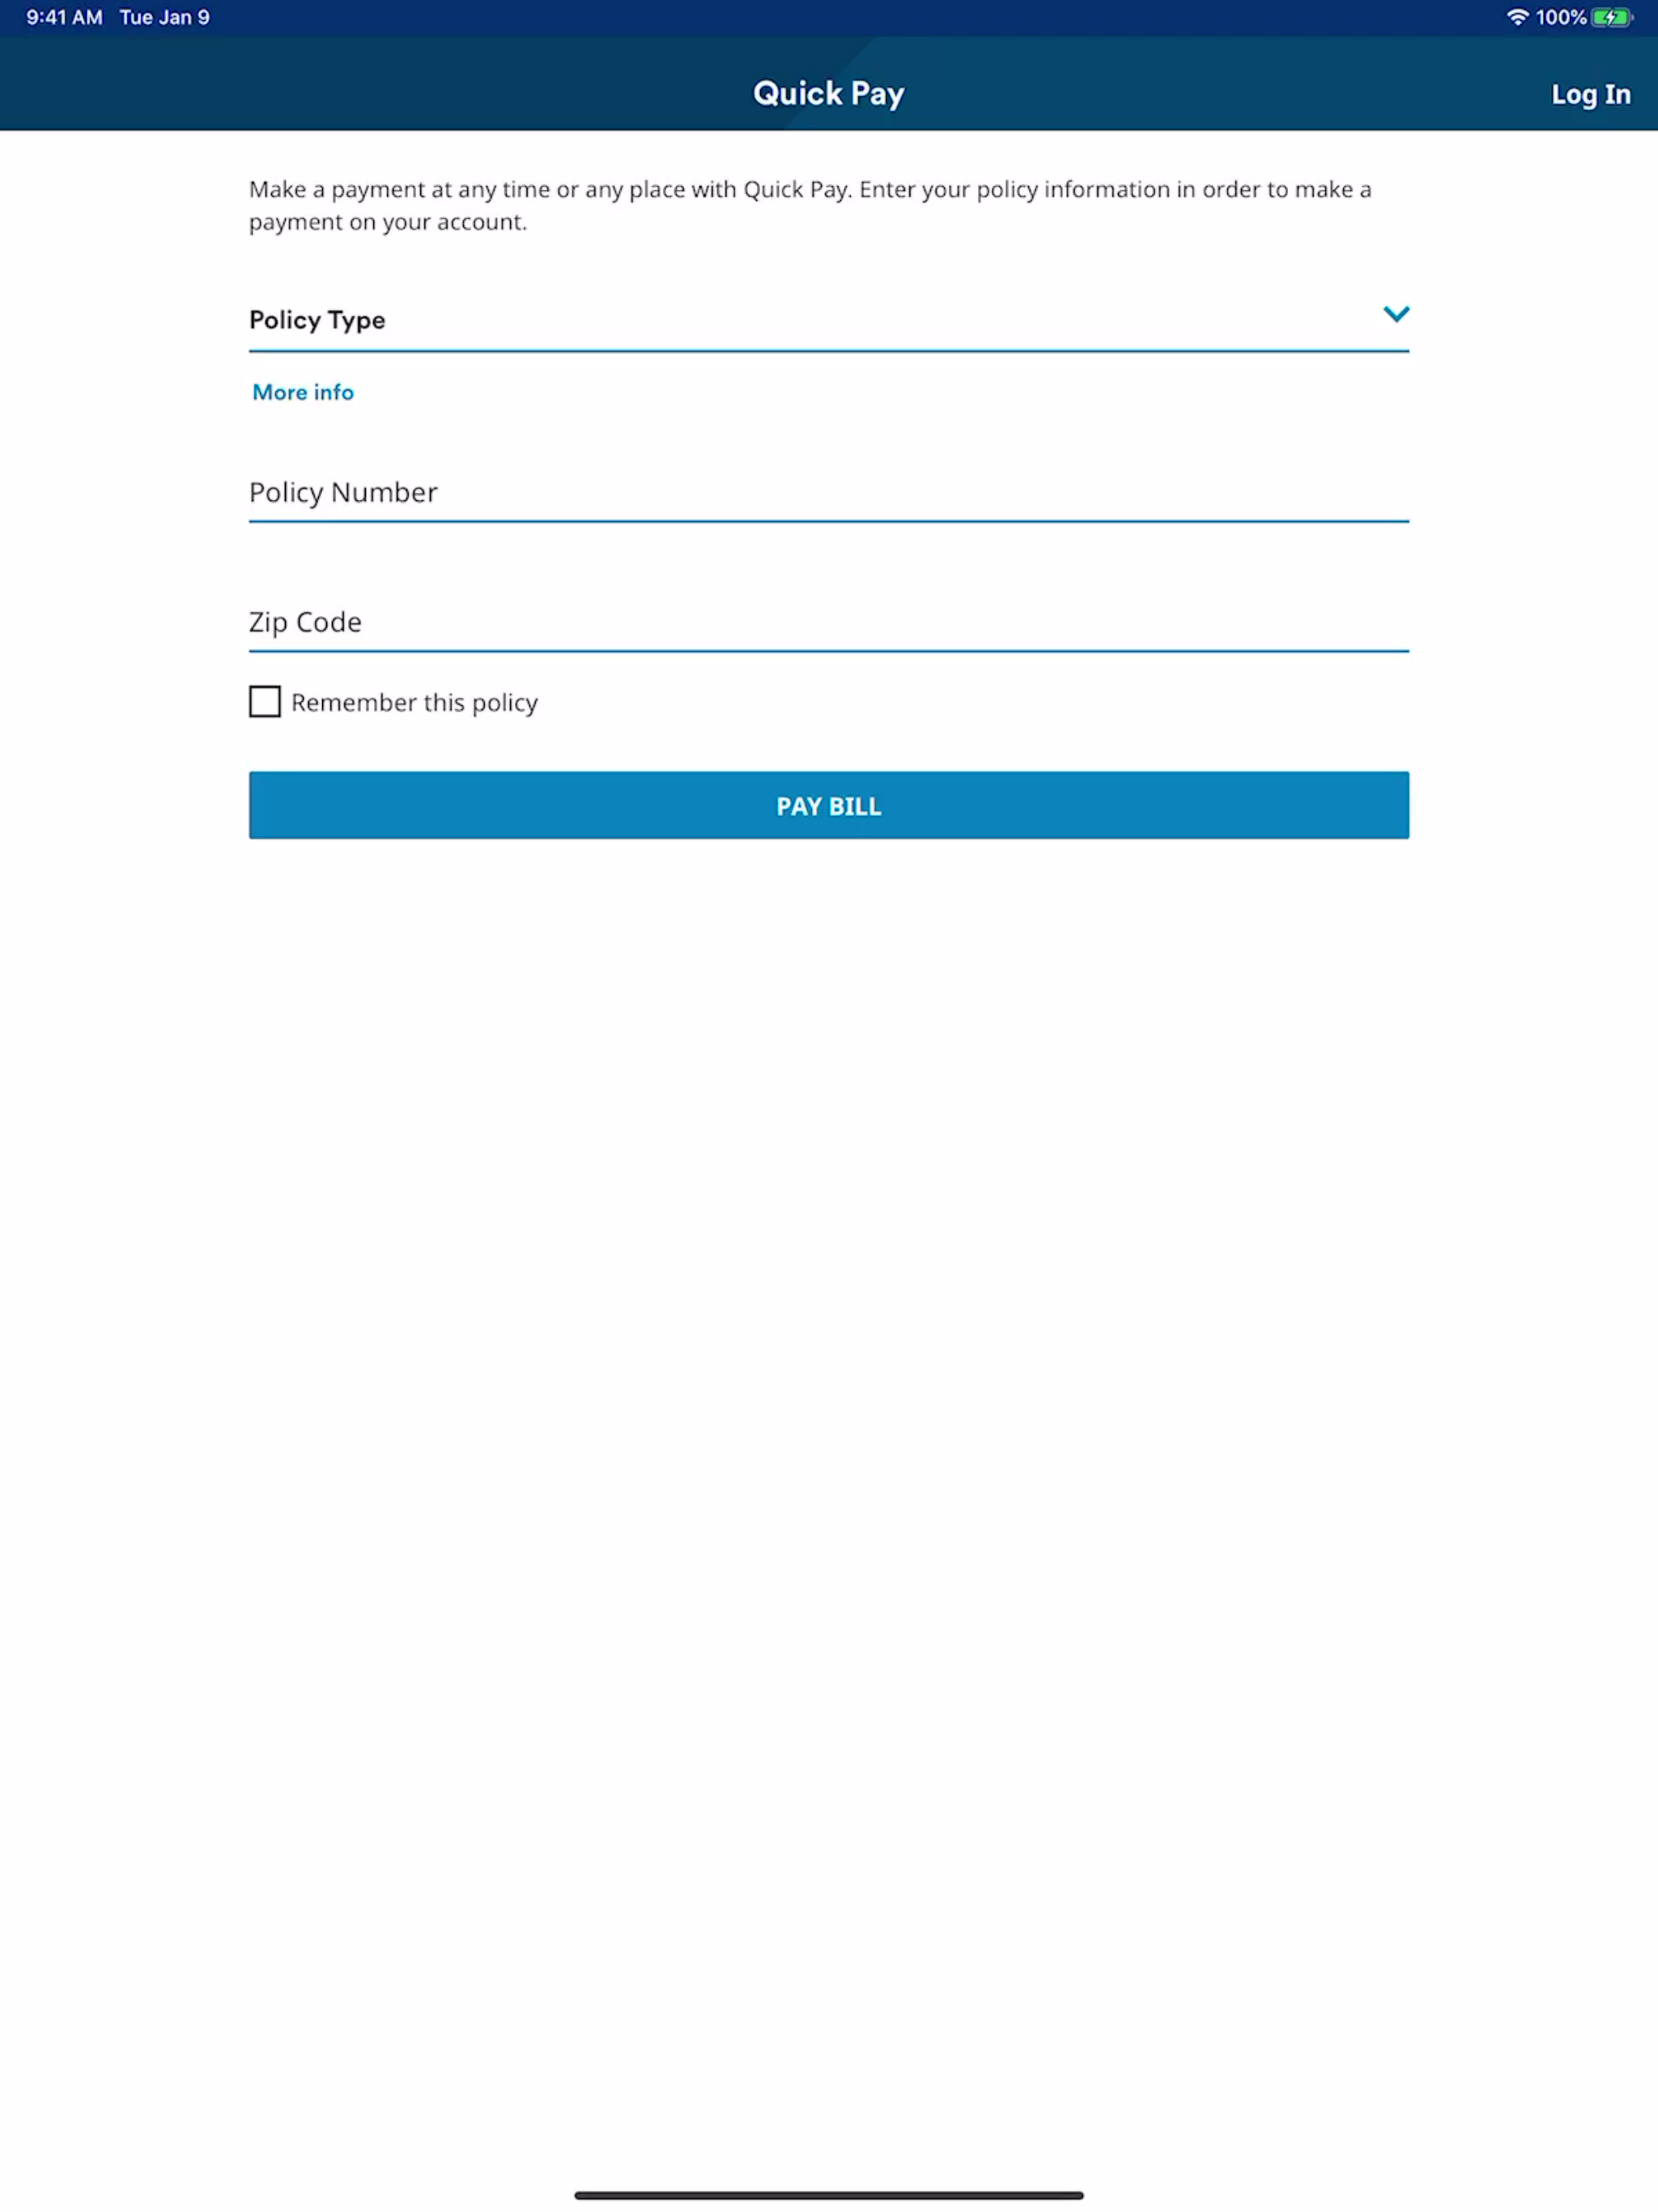 9:41 AM Tue Jan 9
100%
Quick Pay
Log In
Make a payment at any time or any place with Quick Pay. Enter your policy information in order to make a
payment on your account.
Policy Type
More info
Policy Number
Zip Code
Remember this policy
PAY BILL